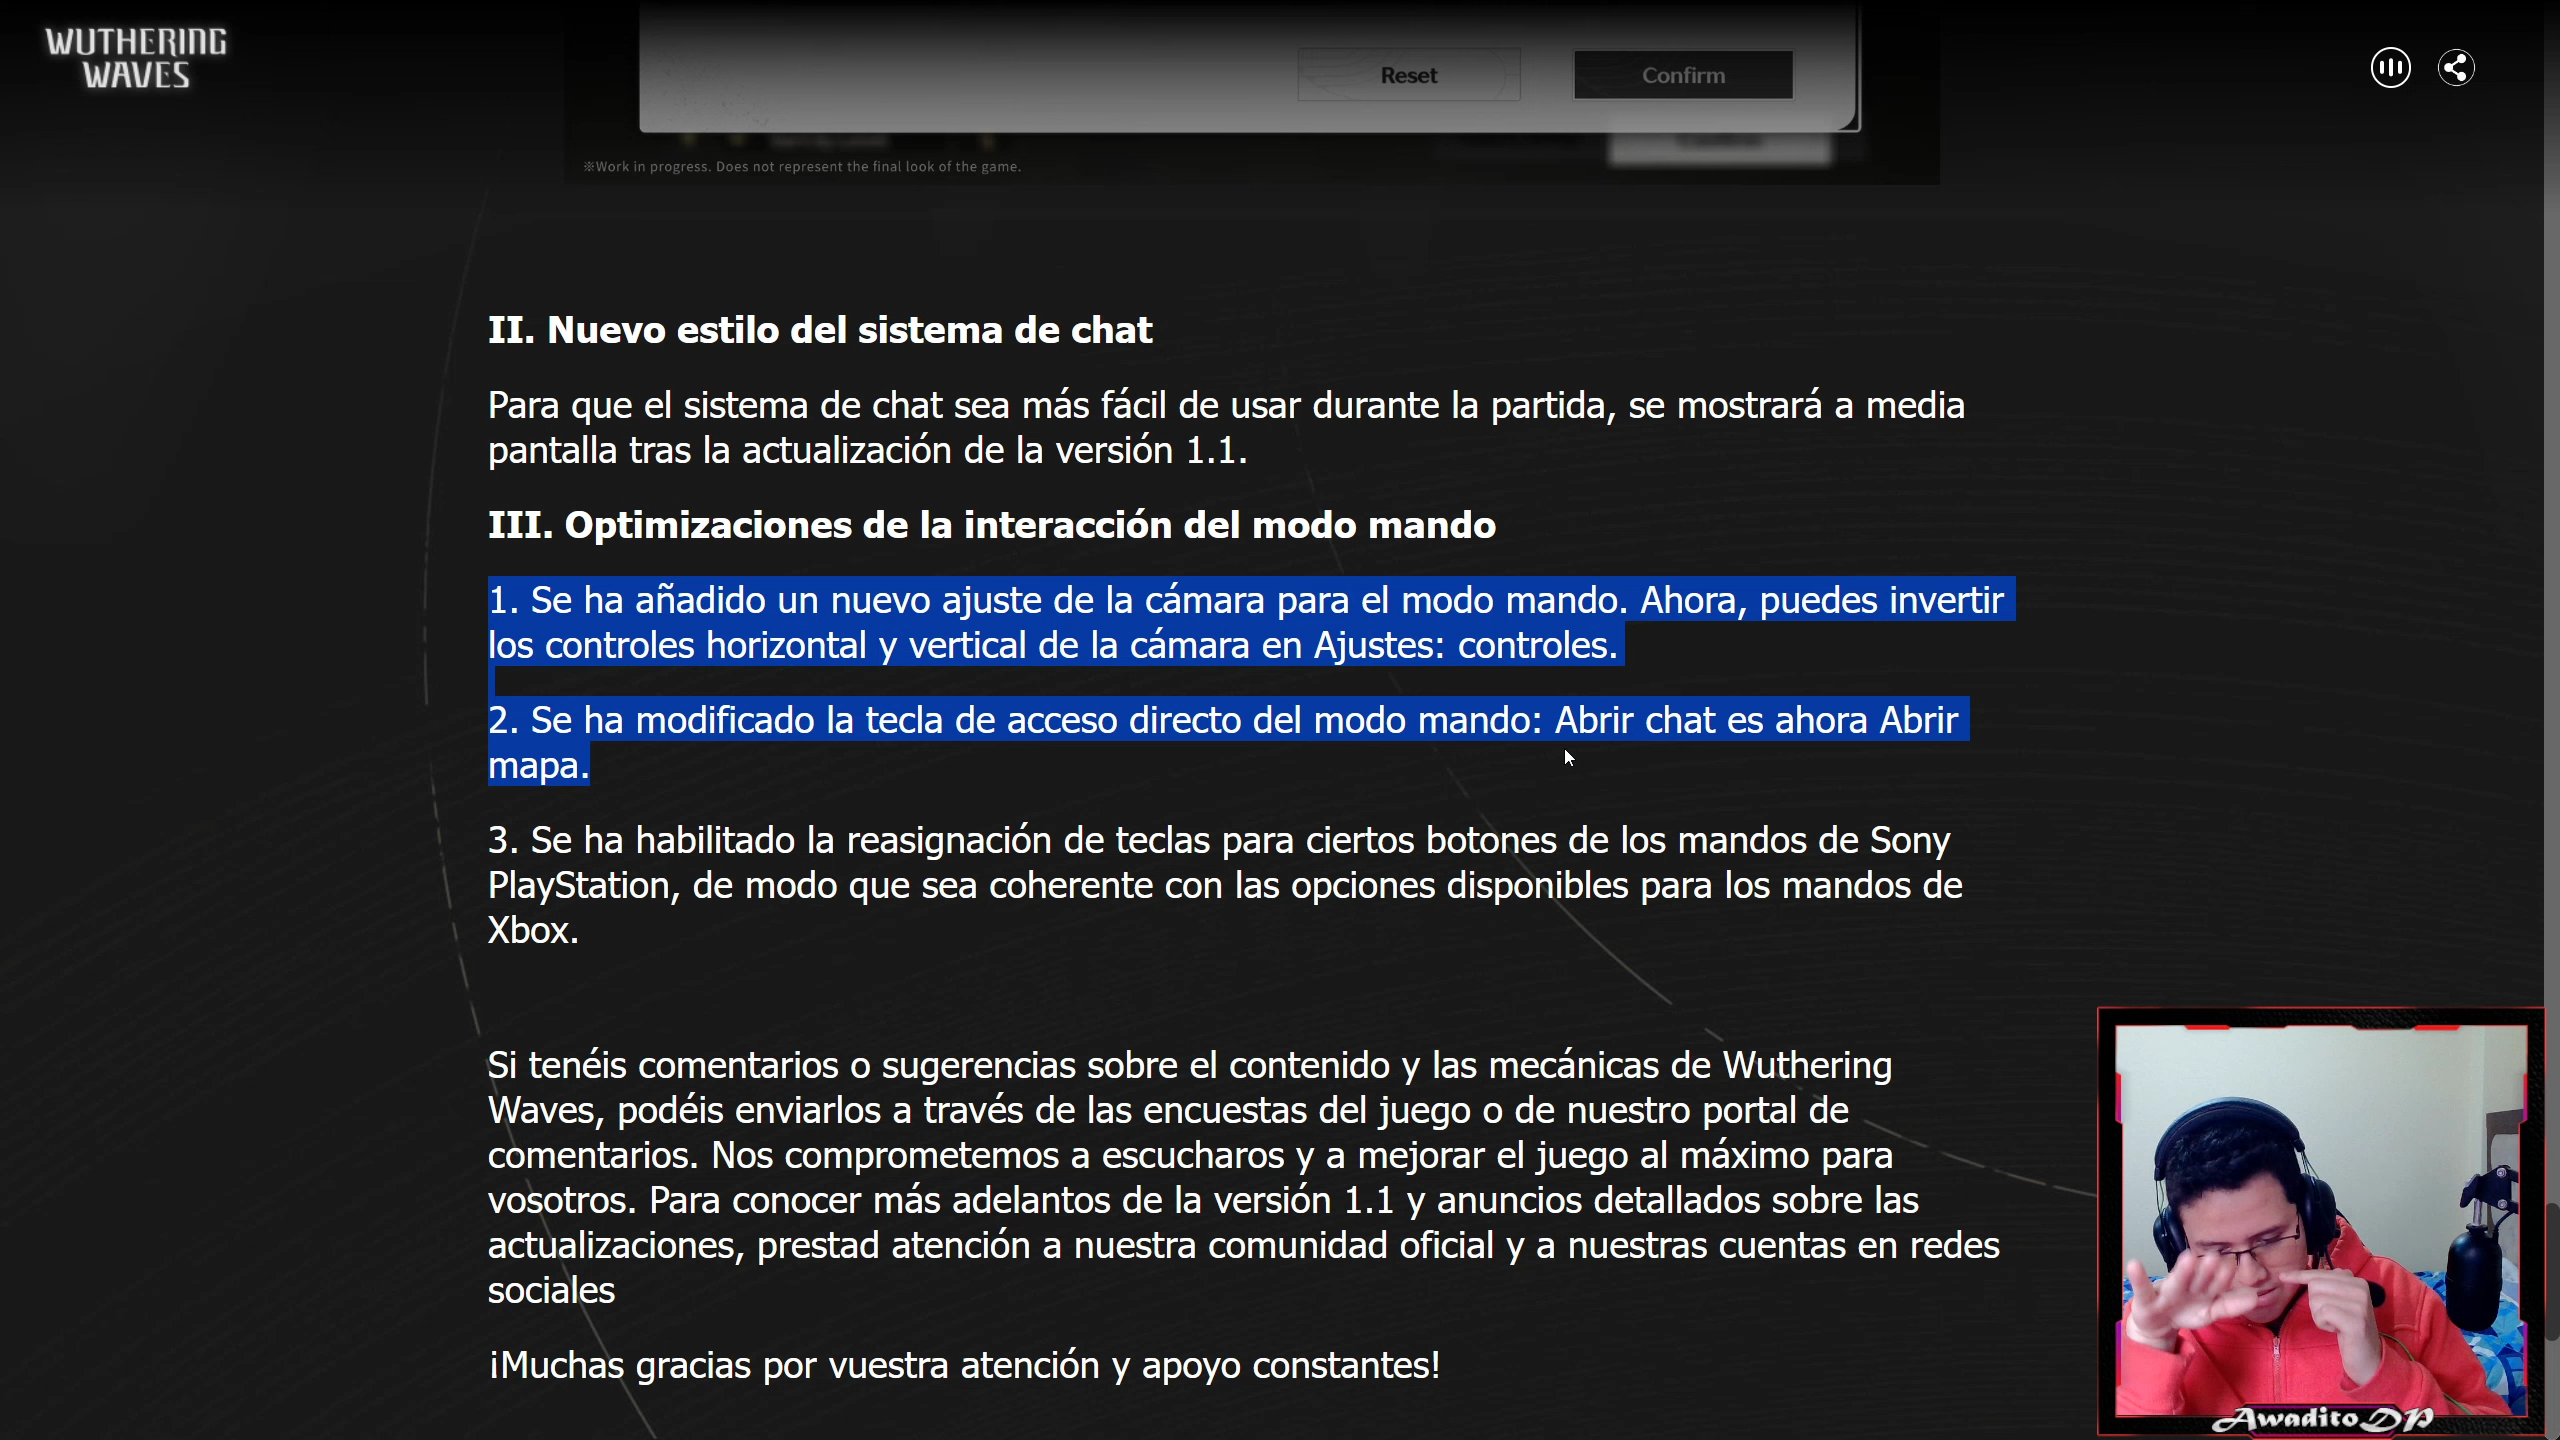 WUTHERING
WAVES
Reset
Confirm
※Work in progress. Does not represent the final look of the game.
II. Nuevo estilo del sistema de chat
Para que el sistema de chat sea más fácil de usar durante la partida, se mostrará a media
pantalla tras la actualización de la versión 1.1.
III. Optimizaciones de la interacción del modo mando
1. Se ha añadido un nuevo ajuste de la cámara para el modo mando. Ahora, puedes invertir
los controles horizontal y vertical de la cámara en Ajustes: controles.
2. Se ha modificado la tecla de acceso directo del modo mando: Abrir chat es ahora Abrir
mapa.
3. Se ha habilitado la reasignación de teclas para ciertos botones de los mandos de Sony
PlayStation, de modo que sea coherente con las opciones disponibles para los mandos de
Xbox.
Si tenéis comentarios o sugerencias sobre el contenido y las mecánicas de Wuthering
Waves, podéis enviarlos a través de las encuestas del juego o de nuestro portal de
comentarios. Nos comprometemos a escucharos y a mejorar el juego al máximo para
vosotros. Para conocer más adelantos de la versión 1.1 y anuncios detallados sobre las
actualizaciones, prestad atención a nuestra comunidad oficial y a nuestras cuentas en redes
sociales
¡Muchas gracias por vuestra atención y apoyo constantes!
AwaditoDP